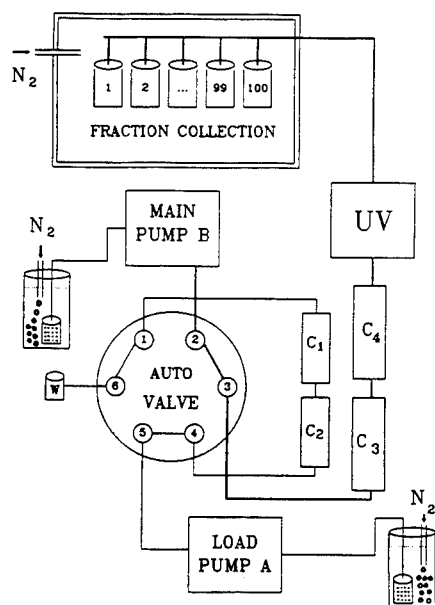 N2
1 2 ... 99 100
FRACTION COLLECTION
MAIN
PUMP B
UV
N2
1 2
C1 C4
W 6 AUTO 3
VALVE
5 4
C2 C3
N2
LOAD
PUMP A